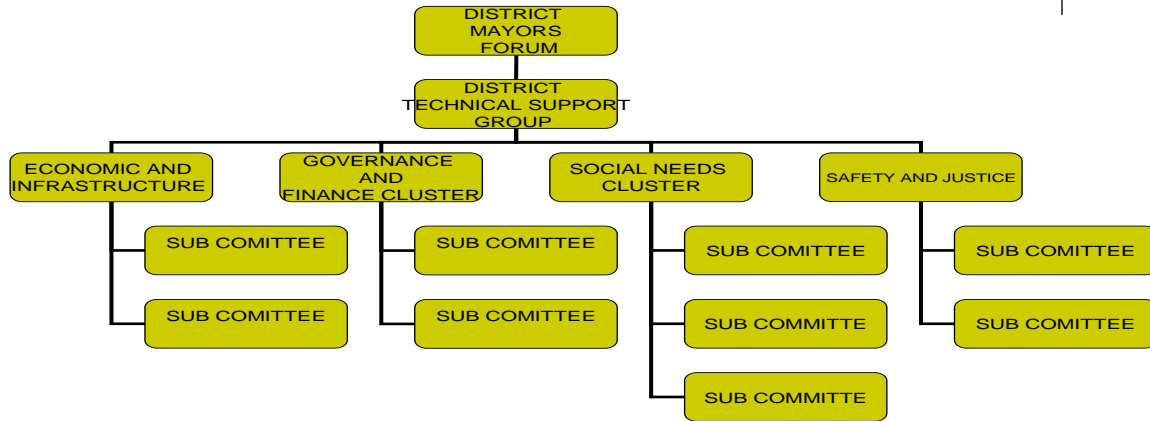 DISTRICT
MAYORS
FORUM
DISTRICT
TECHNICAL SUPPORT
GROUP
ECONOMIC AND
INFRASTRUCTURE
GOVERNANCE
AND
FINANCE CLUSTER
SOCIAL NEEDS
CLUSTER
SAFETY AND JUSTICE
SUB COMITTEE
SUB COMITTEE
SUB COMITTEE
SUB COMITTEE
SUB COMITTEE
SUB COMMITTE
SUB COMMITTE
SUB COMITTEE
SUB COMITTEE